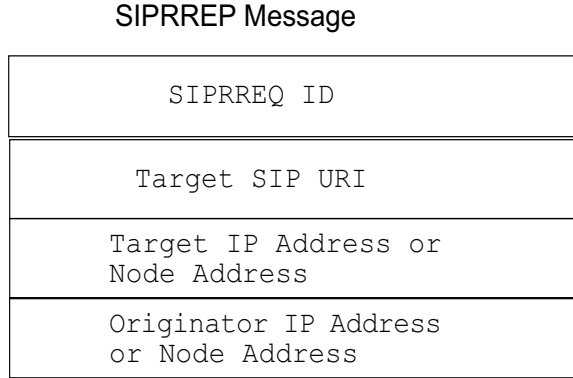 SIPRREP Message
SIPRREQ ID
Target SIP URI
Target IP Address or
Node Address
Originator IP Address
or Node Address